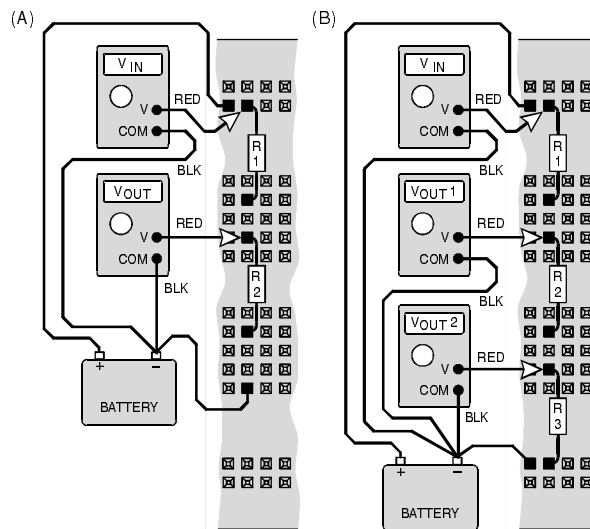 (A)
V IN
V
COM
RED
BLK
R
1
VOUT
V
COM
RED
BLK
R
2
+
−
BATTERY
(B)
V IN
V
COM
RED
BLK
R
1
VOUT 1
V
COM
RED
BLK
R
2
VOUT 2
V
COM
RED
BLK
R
3
+
−
BATTERY